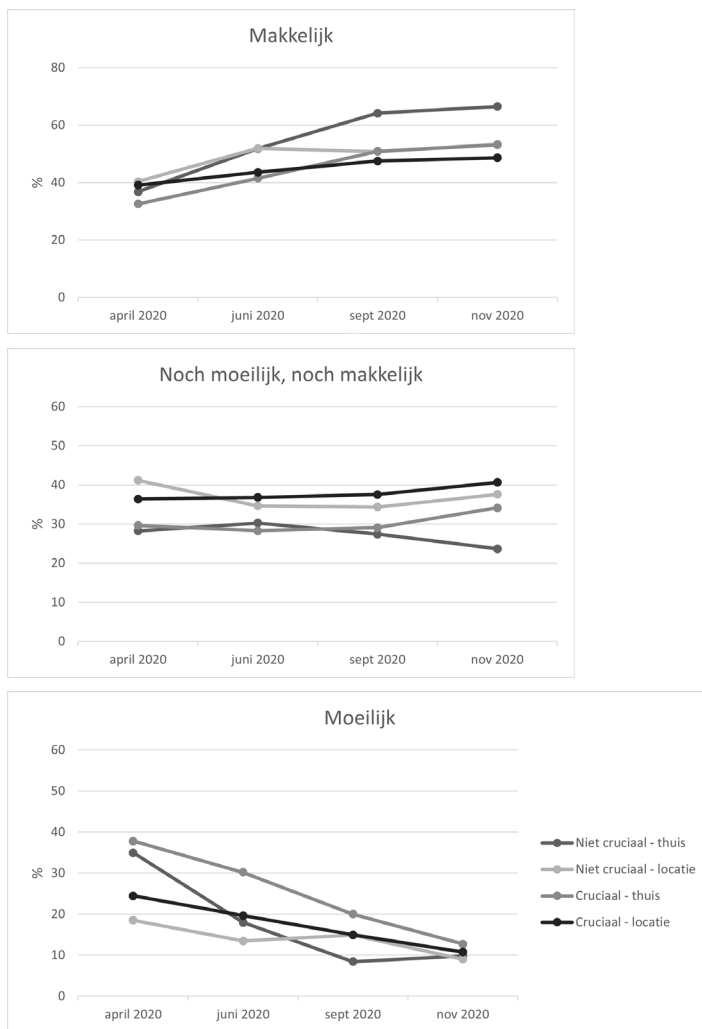 Makkelijk
80
60
40
20
0
%
april 2020
juni 2020
sept 2020
nov 2020
Noch moeilijk, noch makkelijk
60
50
40
30
20
10
0
%
april 2020
juni 2020
sept 2020
nov 2020
Moeilijk
60
50
40
30
20
10
0
%
april 2020
juni 2020
sept 2020
nov 2020
Niet cruciaal - thuis
Niet cruciaal - locatie
Cruciaal - thuis
Cruciaal - locatie